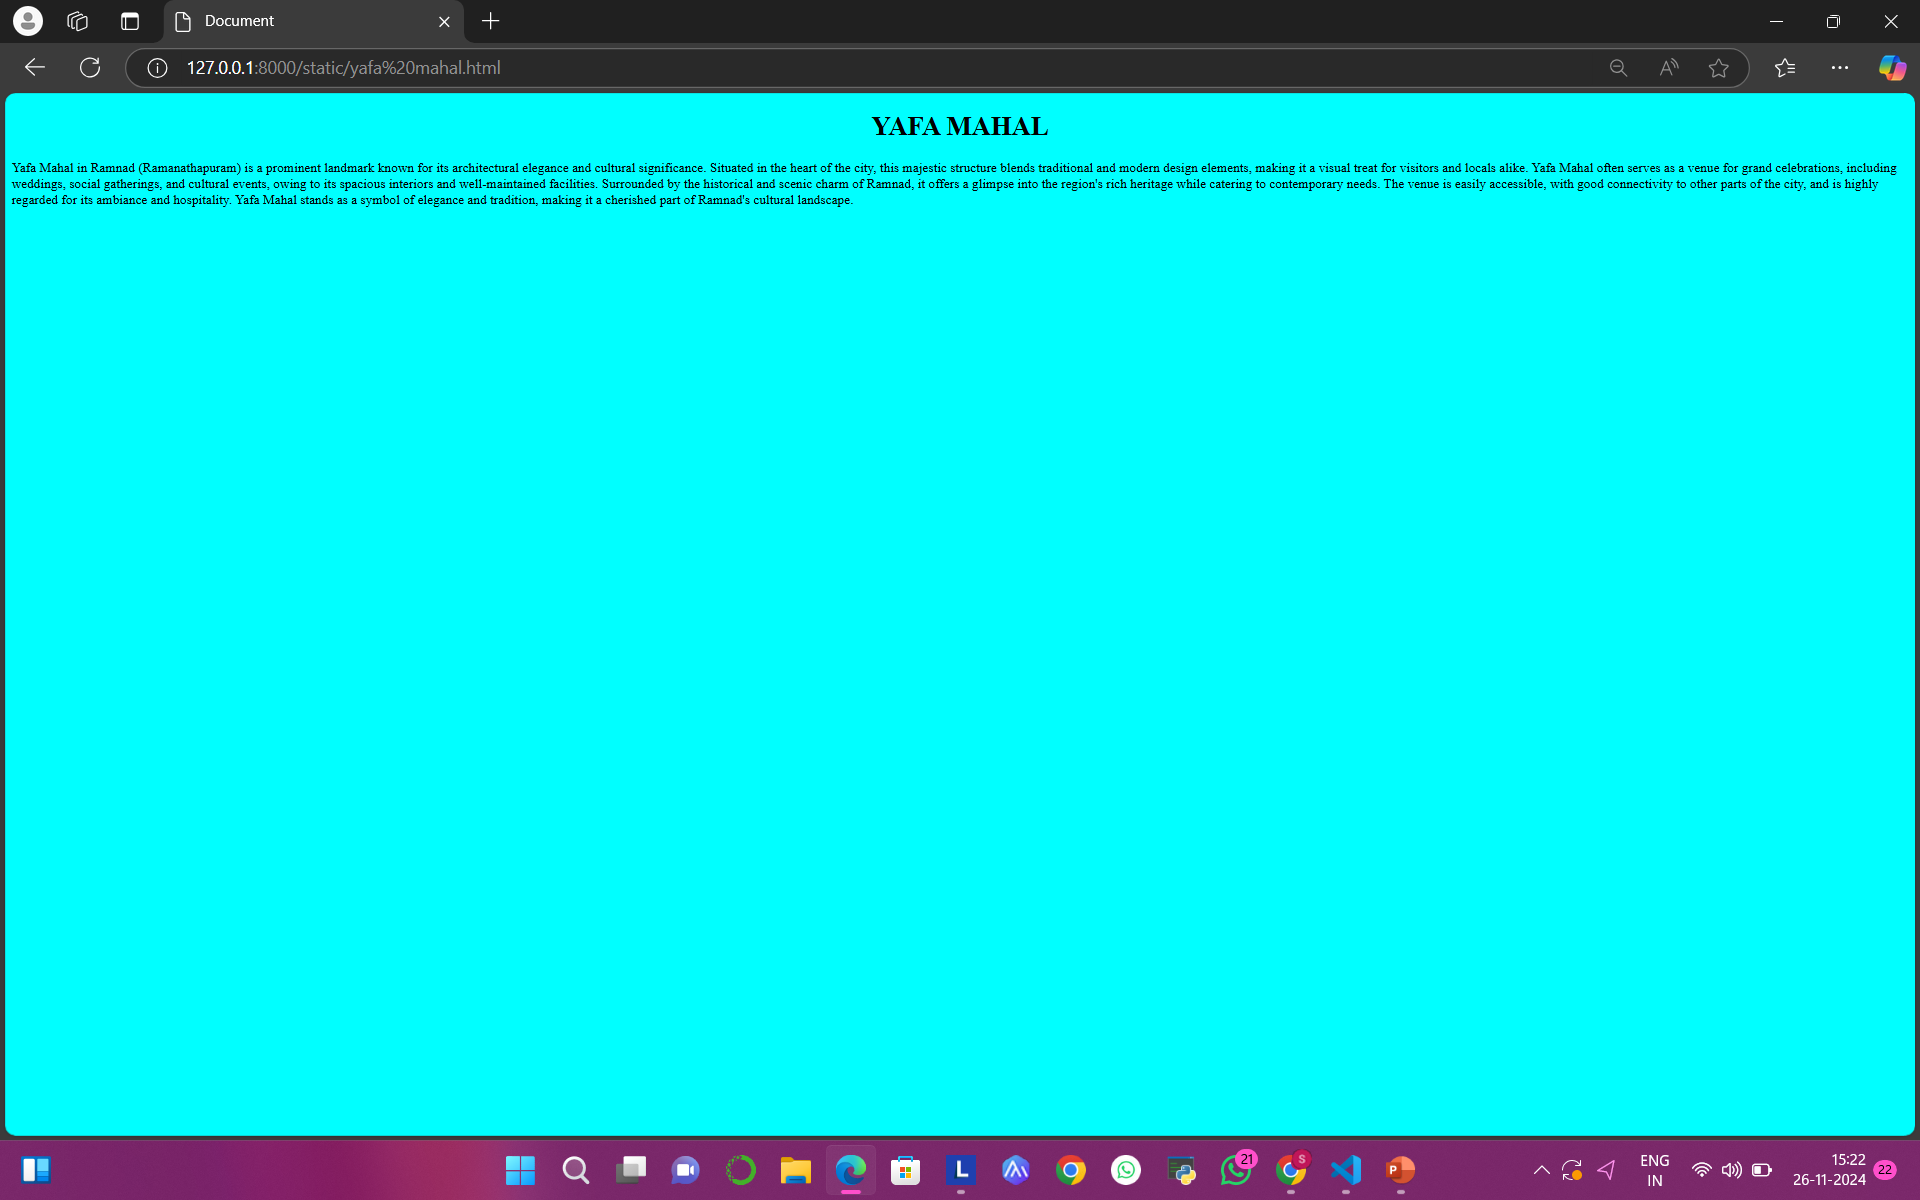 Document
127.0.0.1:8000/static/yafa%20mahal.html
YAFA MAHAL
Yafa Mahal in Ramnad (Ramanathapuram) is a prominent landmark known for its architectural elegance and cultural significance. Situated in the heart of the city, this majestic structure blends traditional and modern design elements, making it a visual treat for visitors and locals alike. Yafa Mahal often serves as a venue for grand celebrations, including
weddings, social gatherings, and cultural events, owing to its spacious interiors and well-maintained facilities. Surrounded by the historical and scenic charm of Ramnad, it offers a glimpse into the region's rich heritage while catering to contemporary needs. The venue is easily accessible, with good connectivity to other parts of the city, and is highly
regarded for its ambiance and hospitality. Yafa Mahal stands as a symbol of elegance and tradition, making it a cherished part of Ramnad's cultural landscape.
L
21
S
P
ENG
IN
15:22
26-11-2024
22